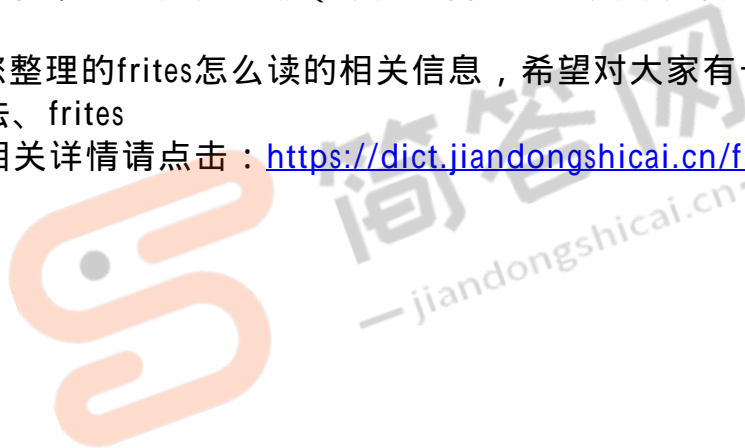 整理的frites怎么读的相关信息，希望对大家有
、frites
相关详情请点击：https://dict.jiandongshicai.cn/f
简答网
jiandongshicai.cn